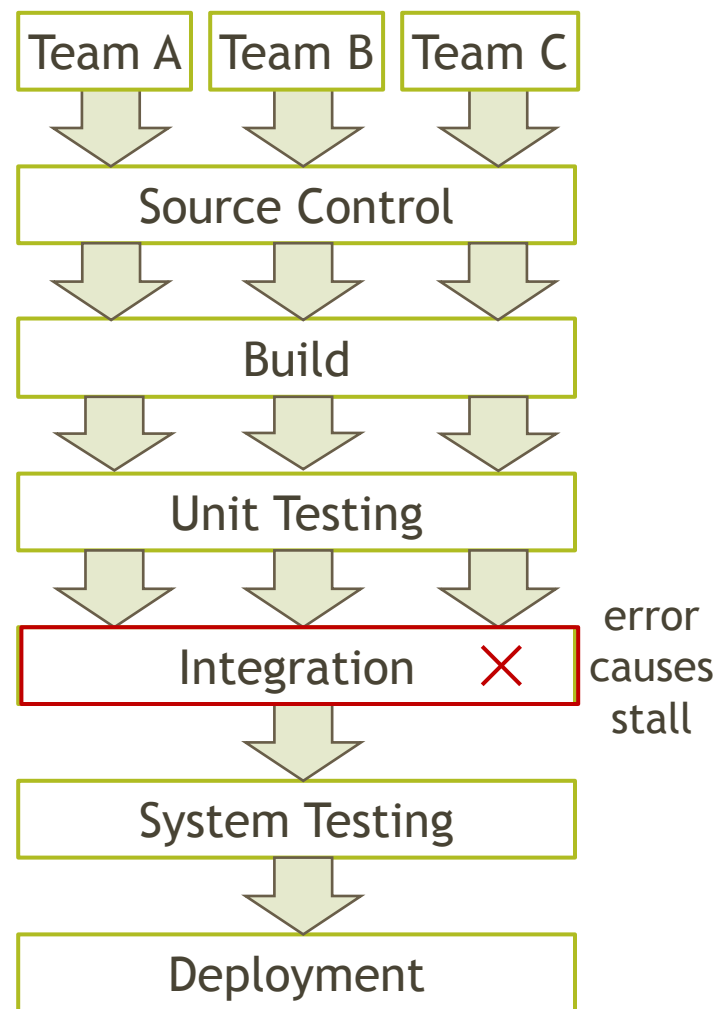 Team A
Team B
Team C
Source Control
Build
Unit Testing
Integration
error
causes
stall
System Testing
Deployment